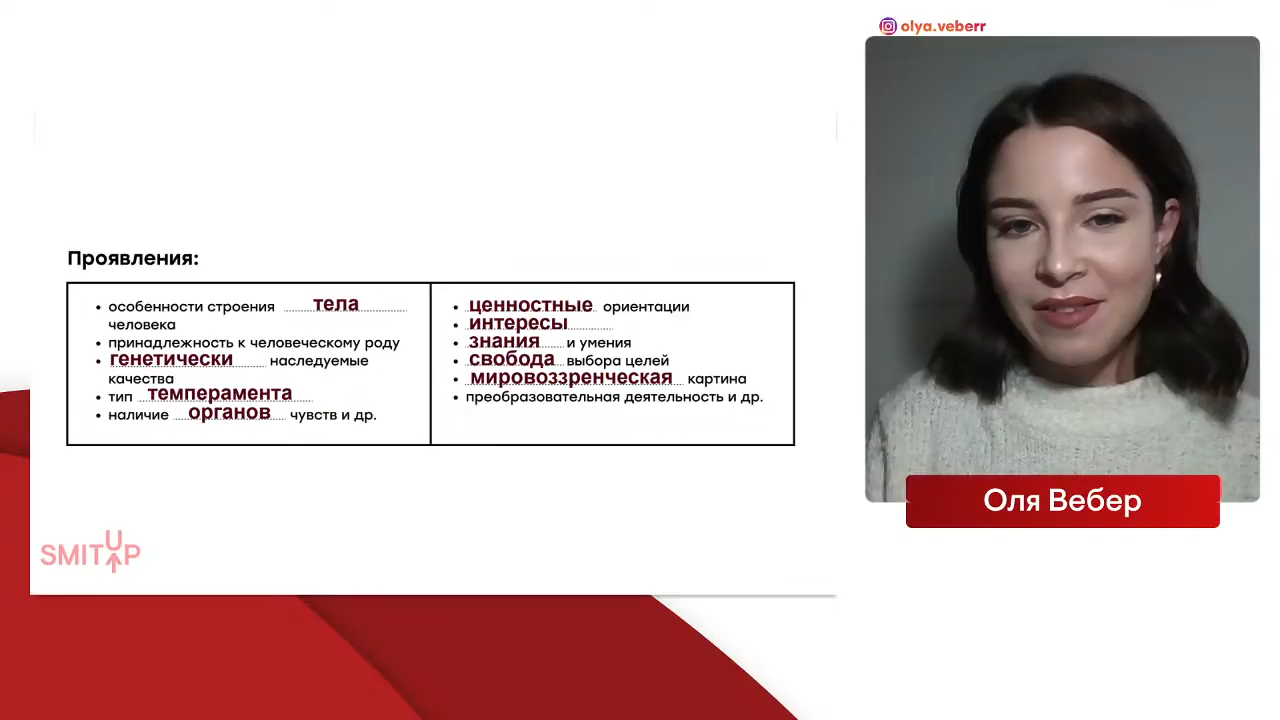 olya.veberr
Проявления:
особенности строения тела
человека
принадлежность к человеческому роду
генетически наследуемые
качества
тип темперамента
наличие органов чувств и др.
ценностные ориентации
интересы
знания и умения
свобода выбора целей
мировоззренческая картина
преобразовательная деятельность и др.
Оля Вебер
SMITUP